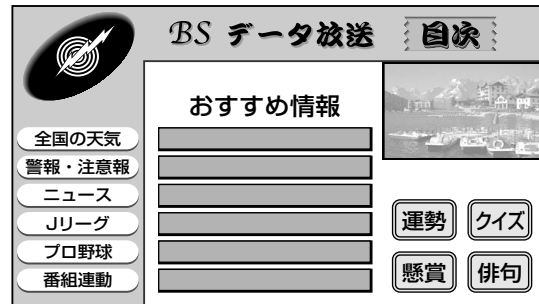 BS データ放送 目次
おすすめ情報
全国の天気
警報・注意報
ニュース
Jリーグ
プロ野球
番組連動
運勢 クイズ
懸賞 俳句